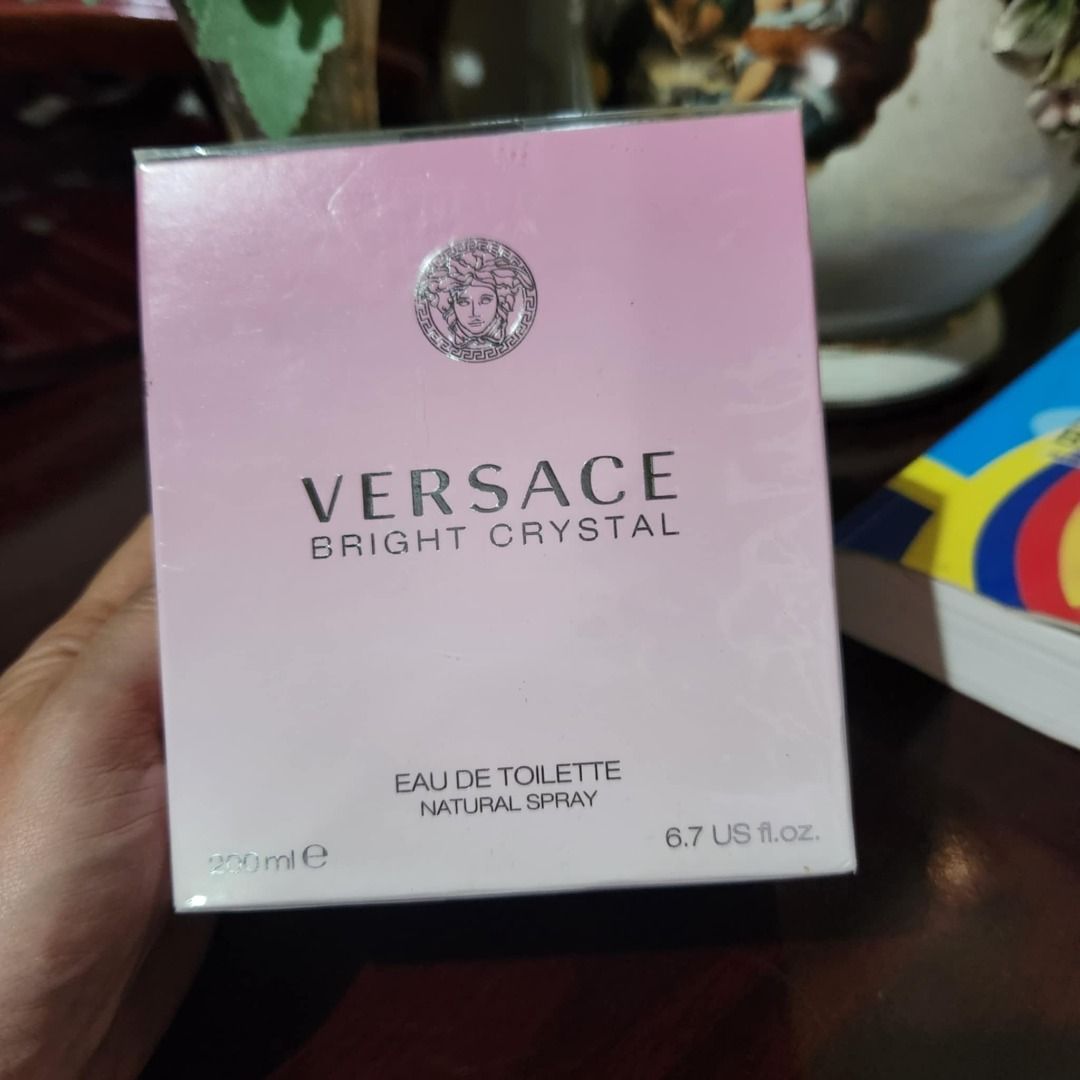 VERSACE
BRIGHT CRYSTAL
EAU DE TOILETTE
NATURAL SPRAY
200 ml ℮
6.7 US fl.oz.